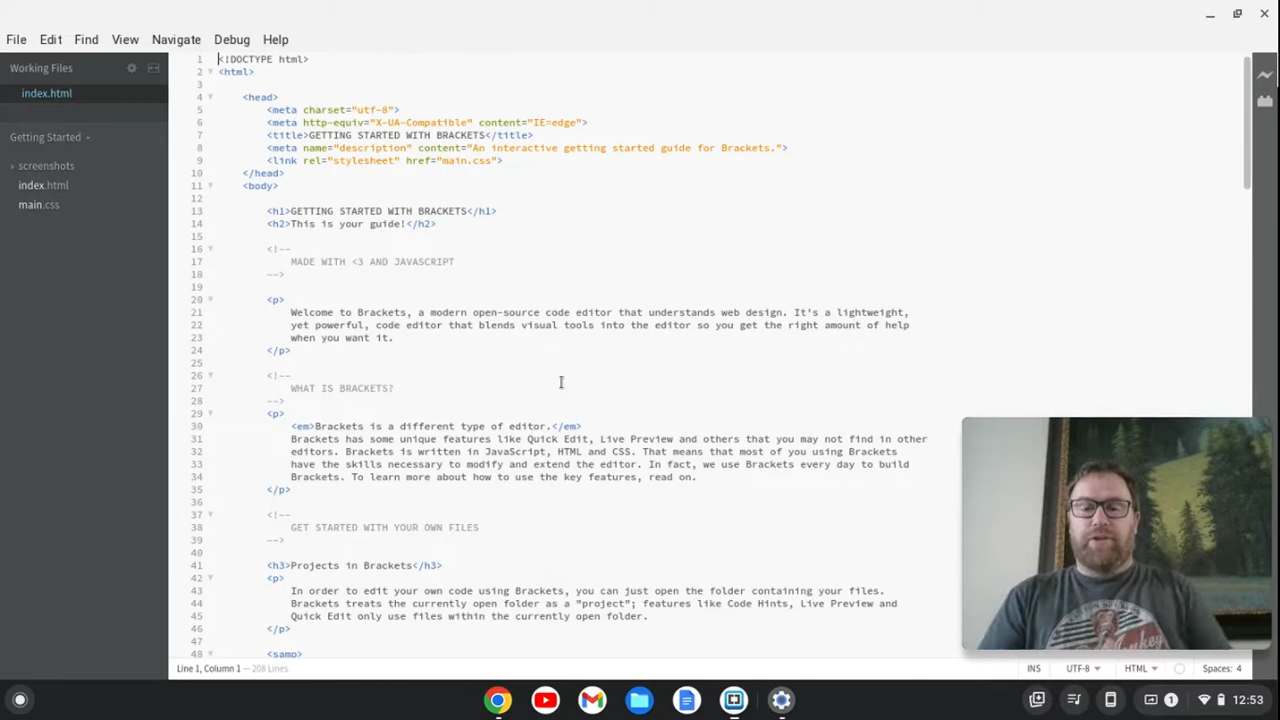 File Edit Find View Navigate Debug Help
Working Files
index.html
Getting Started
screenshots
index.html
main.css
1 <!DOCTYPE html>
2 <html>
3
4 <head>
5 <meta charset="utf-8">
6 <meta http-equiv="X-UA-Compatible" content="IE=edge">
7 <title>GETTING STARTED WITH BRACKETS</title>
8 <meta name="description" content="An interactive getting started guide for Brackets.">
9 <link rel="stylesheet" href="main.css">
10 </head>
11 <body>
12
13 <h1>GETTING STARTED WITH BRACKETS</h1>
14 <h2>This is your guide!</h2>
15
16 <!--
17 MADE WITH <3 AND JAVASCRIPT
18 -->
19
20 <p>
21 Welcome to Brackets, a modern open-source code editor that understands web design. It's a lightweight,
22 yet powerful, code editor that blends visual tools into the editor so you get the right amount of help
23 when you want it.
24 </p>
25
26 <!--
27 WHAT IS BRACKETS?
28 -->
29 <p>
30 <em>Brackets is a different type of editor.</em>
31 Brackets has some unique features like Quick Edit, Live Preview and others that you may not find in other
32 editors. Brackets is written in JavaScript, HTML and CSS. That means that most of you using Brackets
33 have the skills necessary to modify and extend the editor. In fact, we use Brackets every day to build
34 Brackets. To learn more about how to use the key features, read on.
35 </p>
36
37 <!--
38 GET STARTED WITH YOUR OWN FILES
39 -->
40
41 <h3>Projects in Brackets</h3>
42 <p>
43 In order to edit your own code using Brackets, you can just open the folder containing your files.
44 Brackets treats the currently open folder as a "project"; features like Code Hints, Live Preview and
45 Quick Edit only use files within the currently open folder.
46 </p>
47
48 <samp>
Line 1, Column 1 — 208 Lines
INS UTF-8 HTML Spaces: 4
1 12:53